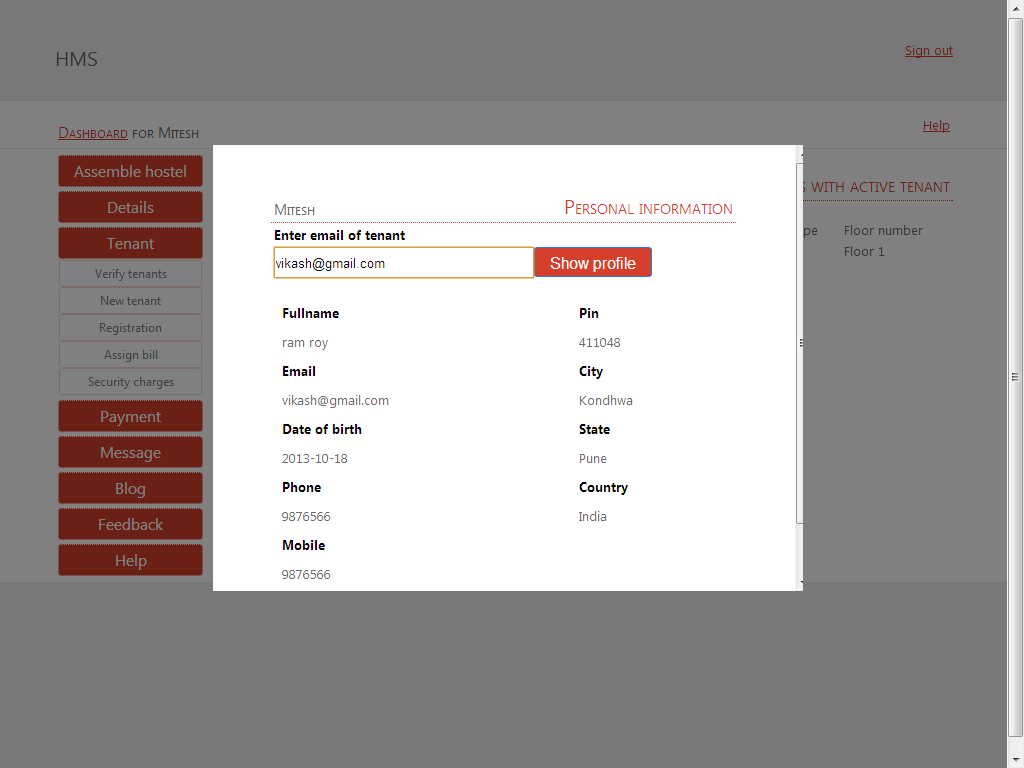 HMS
Sign out
Dashboard for Mitesh
Help
Assemble hostel
Details
Tenant
Verify tenants
New tenant
Registration
Assign bill
Security charges
Payment
Message
Blog
Feedback
Help
Mitesh
Personal information
Enter email of tenant
vikash@gmail.com
Show profile
Fullname
ram roy
Email
vikash@gmail.com
Date of birth
2013-10-18
Phone
9876566
Mobile
9876566
Pin
411048
City
Kondhwa
State
Pune
Country
India
with active tenant
Floor number
Floor 1